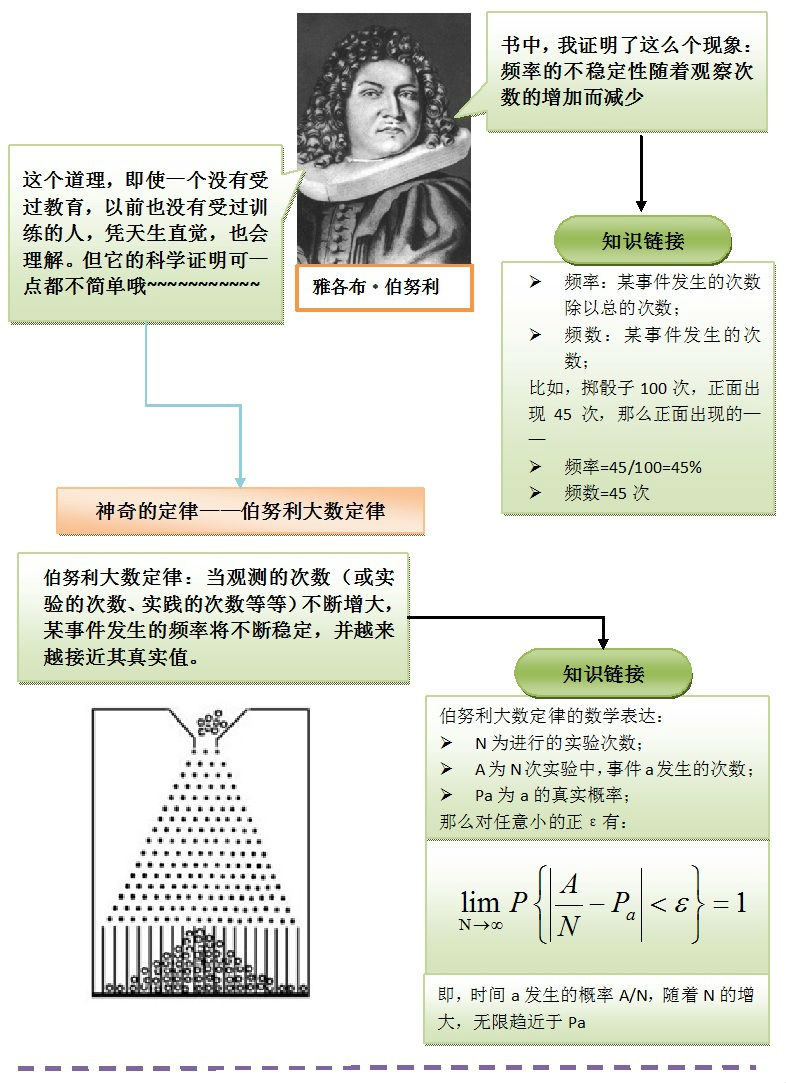 书中，我证明了这么个现象：
频率的不稳定性随着观察次
数的增加而减少
这个道理，即使一个没有受
过教育，以前也没有受过训
练的人，凭天生直觉，也会
理解。但它的科学证明可一
点都不简单哦~~~~~~~~~~~
雅各布·伯努利
知识链接
➢ 频率：某事件发生的次数
除以总的次数；
➢ 频数：某事件发生的次
数；
比如，掷骰子 100 次，正面出
现 45 次，那么正面出现的—
—
➢ 频率=45/100=45%
➢ 频数=45 次
神奇的定律——伯努利大数定律
伯努利大数定律：当观测的次数（或实
验的次数、实践的次数等等）不断增大，
某事件发生的频率将不断稳定，并越来
越接近其真实值。
知识链接
伯努利大数定律的数学表达：
➢ N 为进行的实验次数；
➢ A 为 N 次实验中，事件 a 发生的次数；
➢ Pa 为 a 的真实概率；
那么对任意小的正 ε 有：
lim N→∞ P{|A/N − Pa| < ε} = 1
即，时间 a 发生的概率 A/N，随着 N 的增
大，无限趋近于 Pa